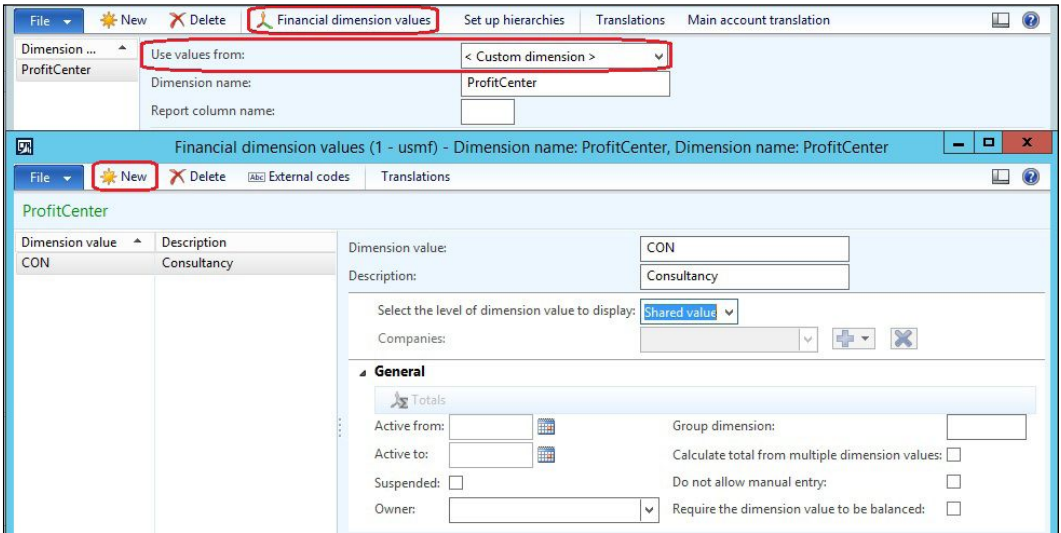 File New Delete Financial dimension values Set up hierarchies Translations Main account translation
Dimension ...
ProfitCenter
Use values from: < Custom dimension >
Dimension name: ProfitCenter
Report column name:
Financial dimension values (1 - usmf) - Dimension name: ProfitCenter, Dimension name: ProfitCenter
File New Delete Abc External codes Translations
ProfitCenter
Dimension value Description
CON Consultancy
Dimension value: CON
Description: Consultancy
Select the level of dimension value to display: Shared value
Companies:
General
Totals
Active from: Group dimension:
Active to: Calculate total from multiple dimension values:
Suspended: Do not allow manual entry:
Owner: Require the dimension value to be balanced: